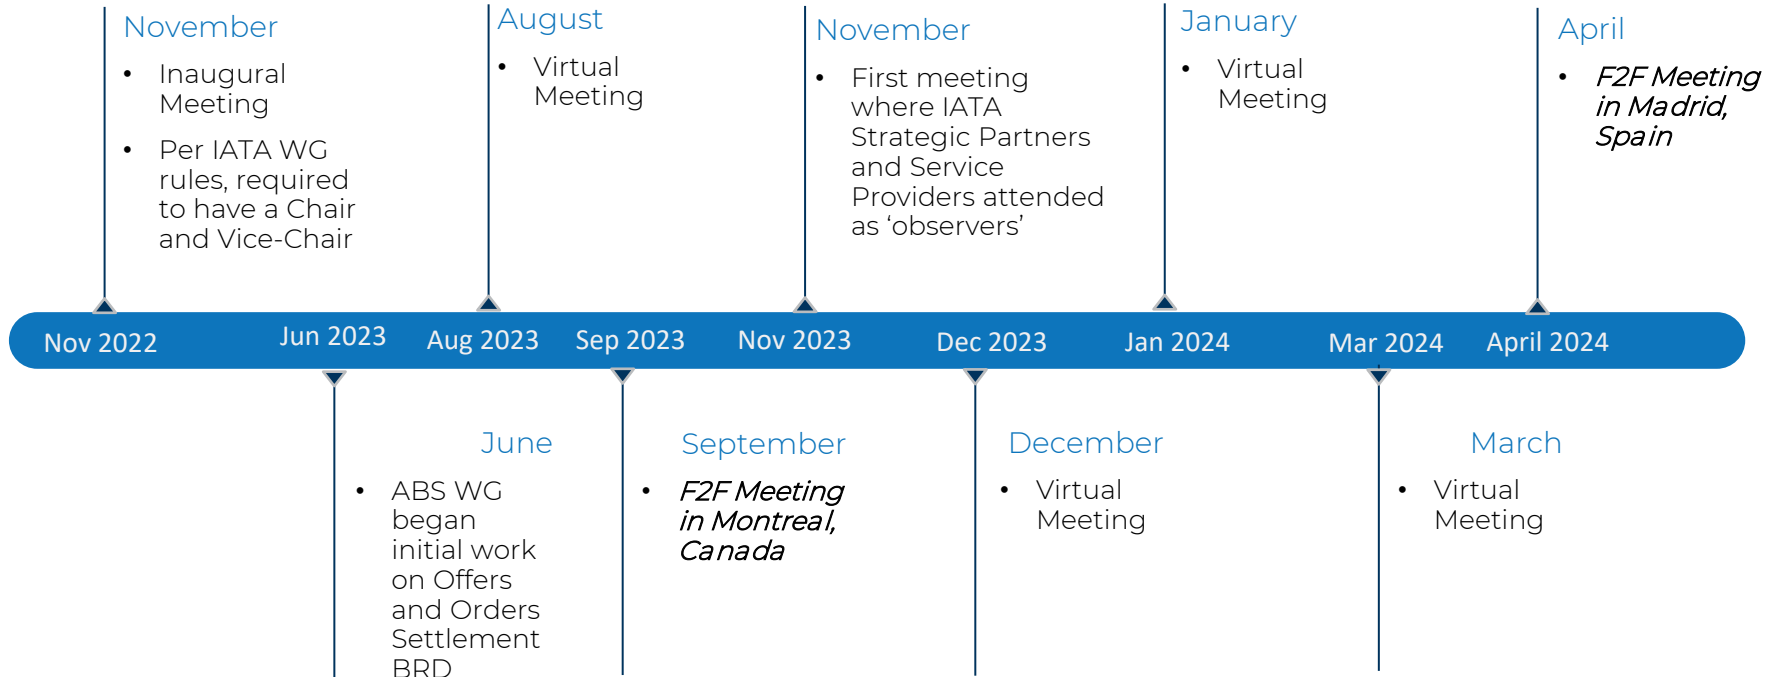 November
• Inaugural
Meeting
• Per IATA WG
rules, required
to have a Chair
and Vice-Chair
August
• Virtual
Meeting
November
• First meeting
where IATA
Strategic Partners
and Service
Providers attended
as ‘observers’
January
• Virtual
Meeting
April
• F2F Meeting
in Madrid,
Spain
Nov 2022
Jun 2023
Aug 2023
Sep 2023
Nov 2023
Dec 2023
Jan 2024
Mar 2024
April 2024
June
• ABS WG
began
initial work
on Offers
and Orders
Settlement
BRD
September
• F2F Meeting
in Montreal,
Canada
December
• Virtual
Meeting
March
• Virtual
Meeting